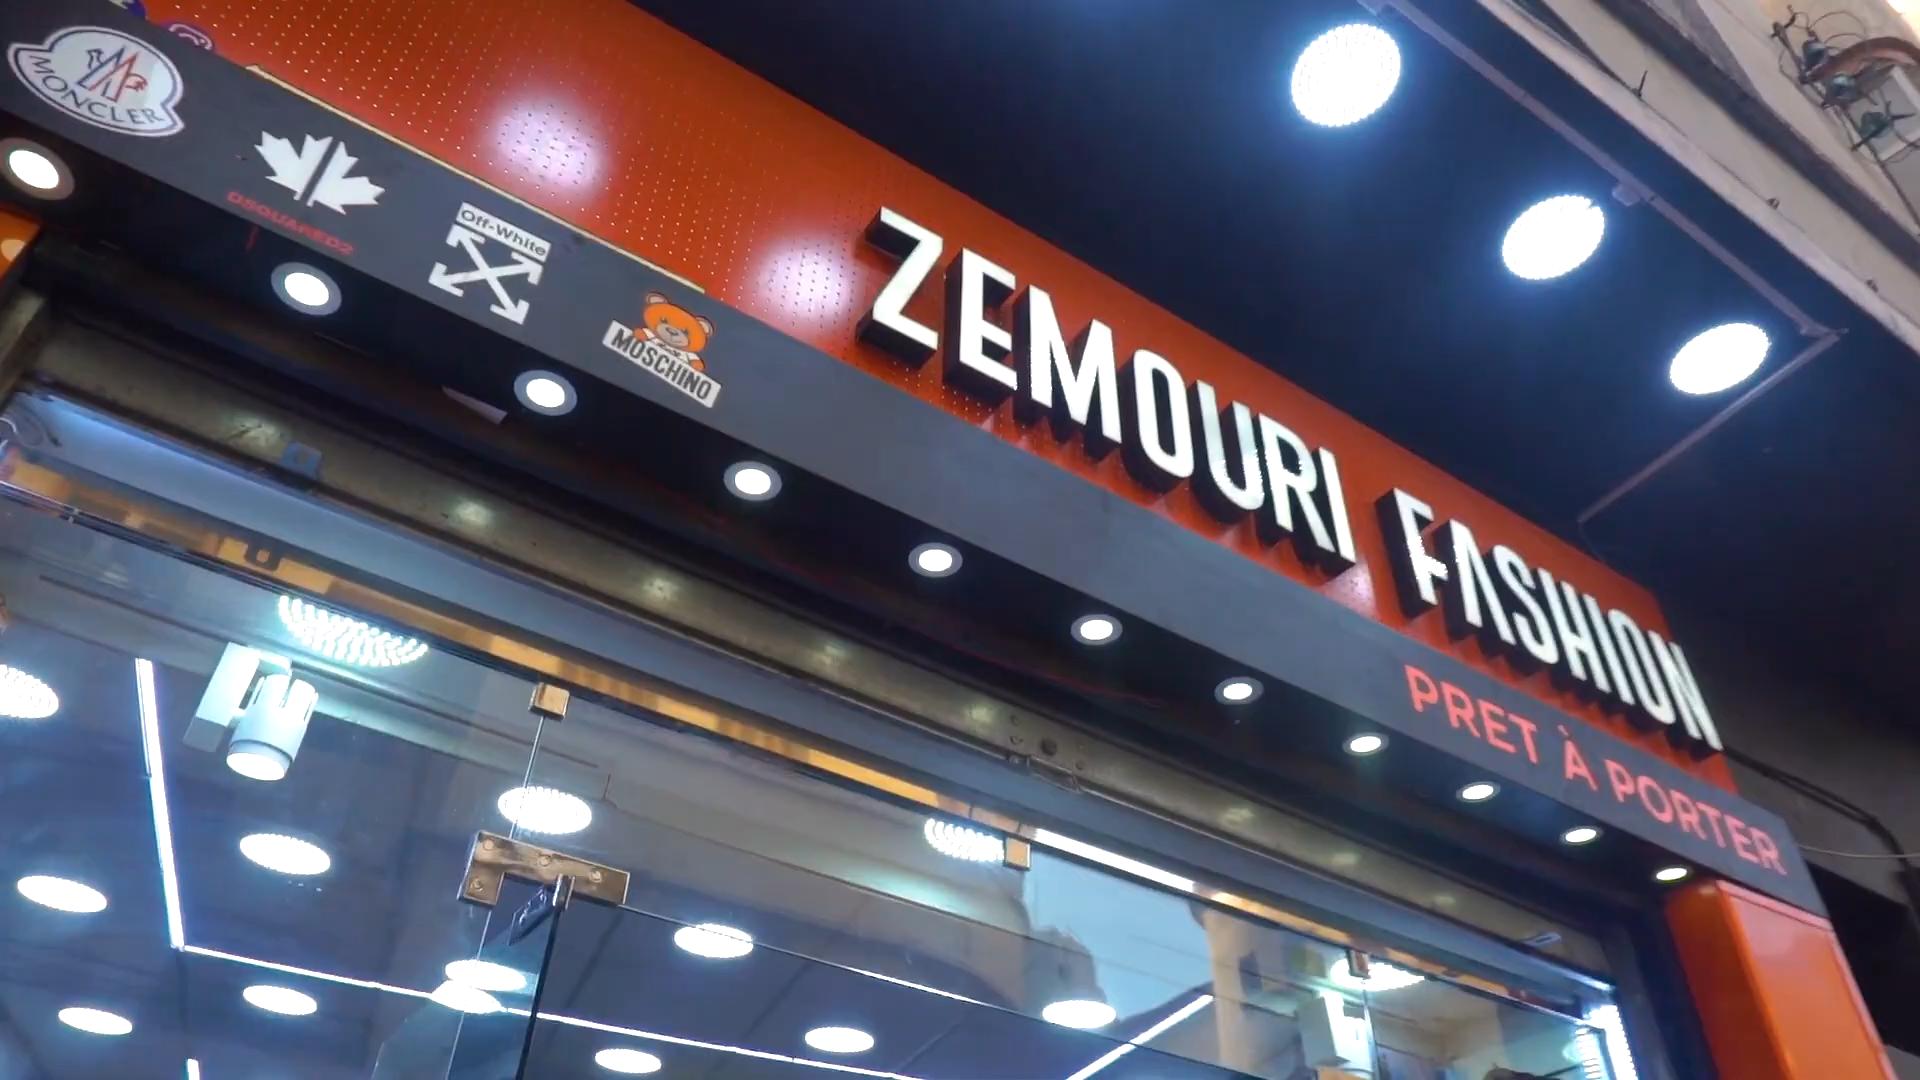 MONCLER
DSQUARED2
Off-White
MOSCHINO
ZEMOURI FASHION
PRET À PORTER